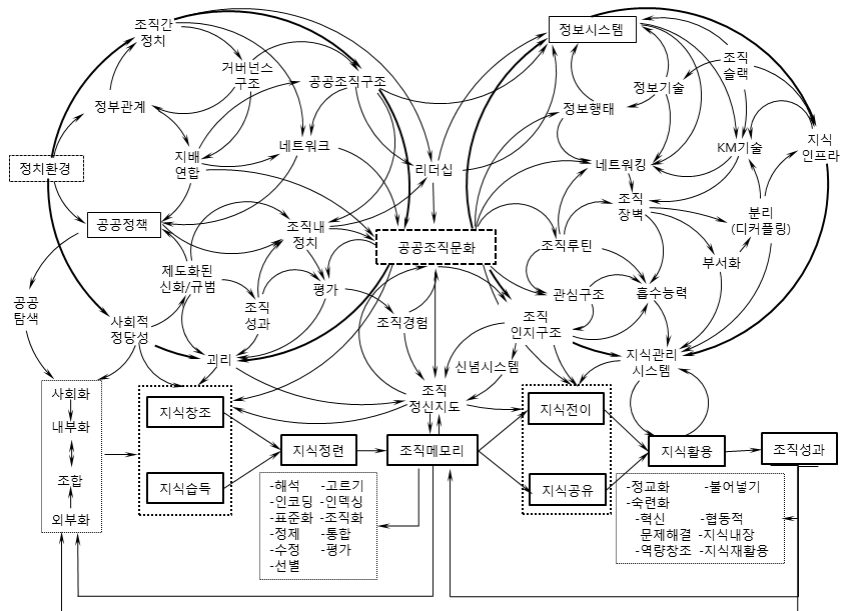 조직간
정치
정보시스템
거버넌스
구조
공공조직구조
조직
슬랙
정보기술
정부관계
정보행태
지배
연합
네트워크
KM기술
지식
인프라
정치환경
리더십
네트워킹
조직
장벽
공공정책
조직내
정치
공공조직문화
조직루틴
분리
(디커플링)
제도화된
신화/규범
부서화
공공
탐색
조직
성과
평가
관심구조
흡수능력
사회적
정당성
조직경험
조직
인지구조
괴리
신념시스템
지식관리
시스템
조직
정신지도
사회화
내부화
조합
외부화
지식창조
지식습득
지식정련
조직메모리
지식전이
지식공유
지식활용
조직성과
-해석 -고르기
-인코딩 -인덱싱
-표준화 -조직화
-정제 -통합
-수정 -평가
-선별
-정교화 -불어넣기
-숙련화
-혁신 -협동적
문제해결 -지식내장
-역량창조 -지식재활용